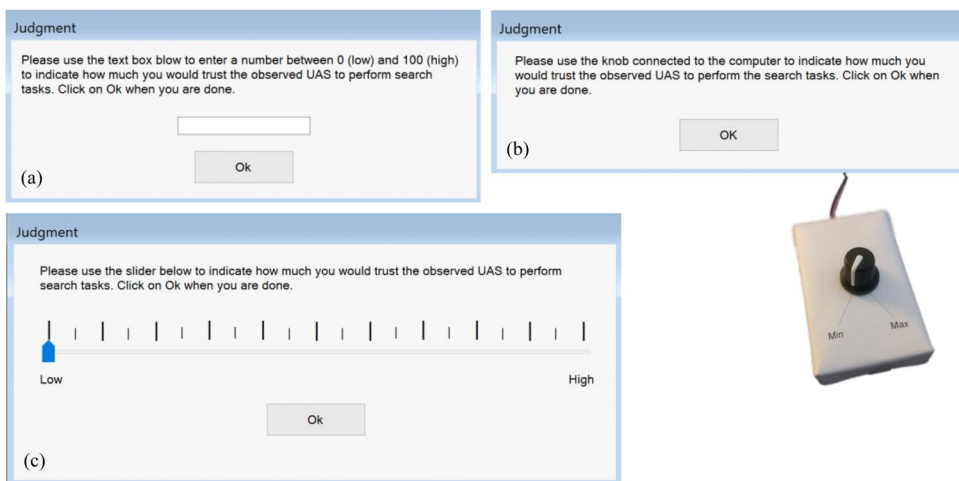 Judgment
Please use the text box blow to enter a number between 0 (low) and 100 (high)
to indicate how much you would trust the observed UAS to perform search
tasks. Click on Ok when you are done.
Ok
(a)
Judgment
Please use the knob connected to the computer to indicate how much you
would trust the observed UAS to perform the search tasks. Click on Ok when
you are done.
OK
(b)
Min
Max
Judgment
Please use the slider below to indicate how much you would trust the observed UAS to perform
search tasks. Click on Ok when you are done.
Low
High
Ok
(c)